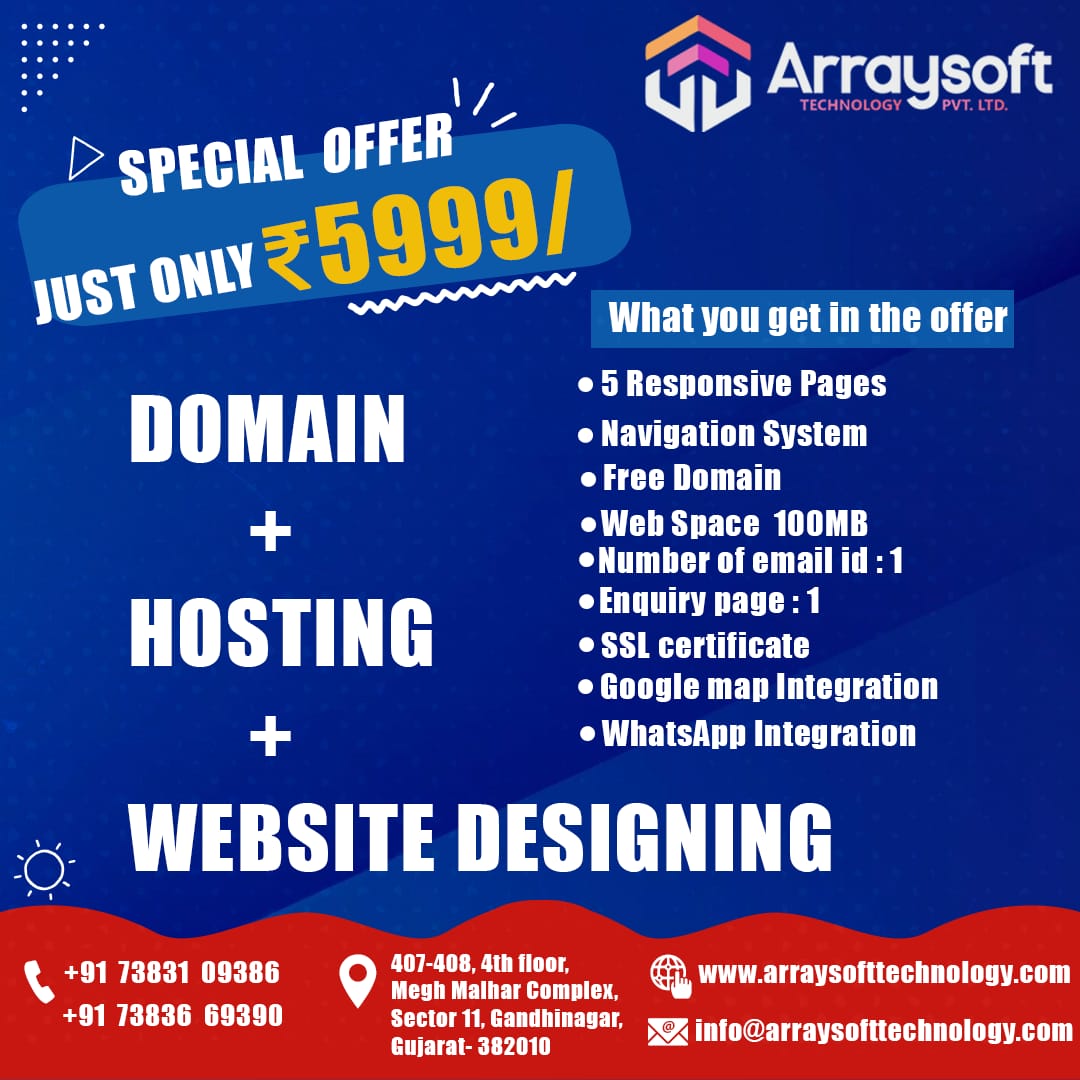 Arraysoft
TECHNOLOGY PVT. LTD.
SPECIAL OFFER
JUST ONLY ₹5999/
What you get in the offer
• 5 Responsive Pages
• Navigation System
• Free Domain
• Web Space 100MB
• Number of email id : 1
• Enquiry page : 1
• SSL certificate
• Google map Integration
• WhatsApp Integration
DOMAIN
+
HOSTING
+
WEBSITE DESIGNING
+91 73831 09386
+91 73836 69390
407-408, 4th floor,
Megh Malhar Complex,
Sector 11, Gandhinagar,
Gujarat- 382010
www.arraysofttechnology.com
info@arraysofttechnology.com